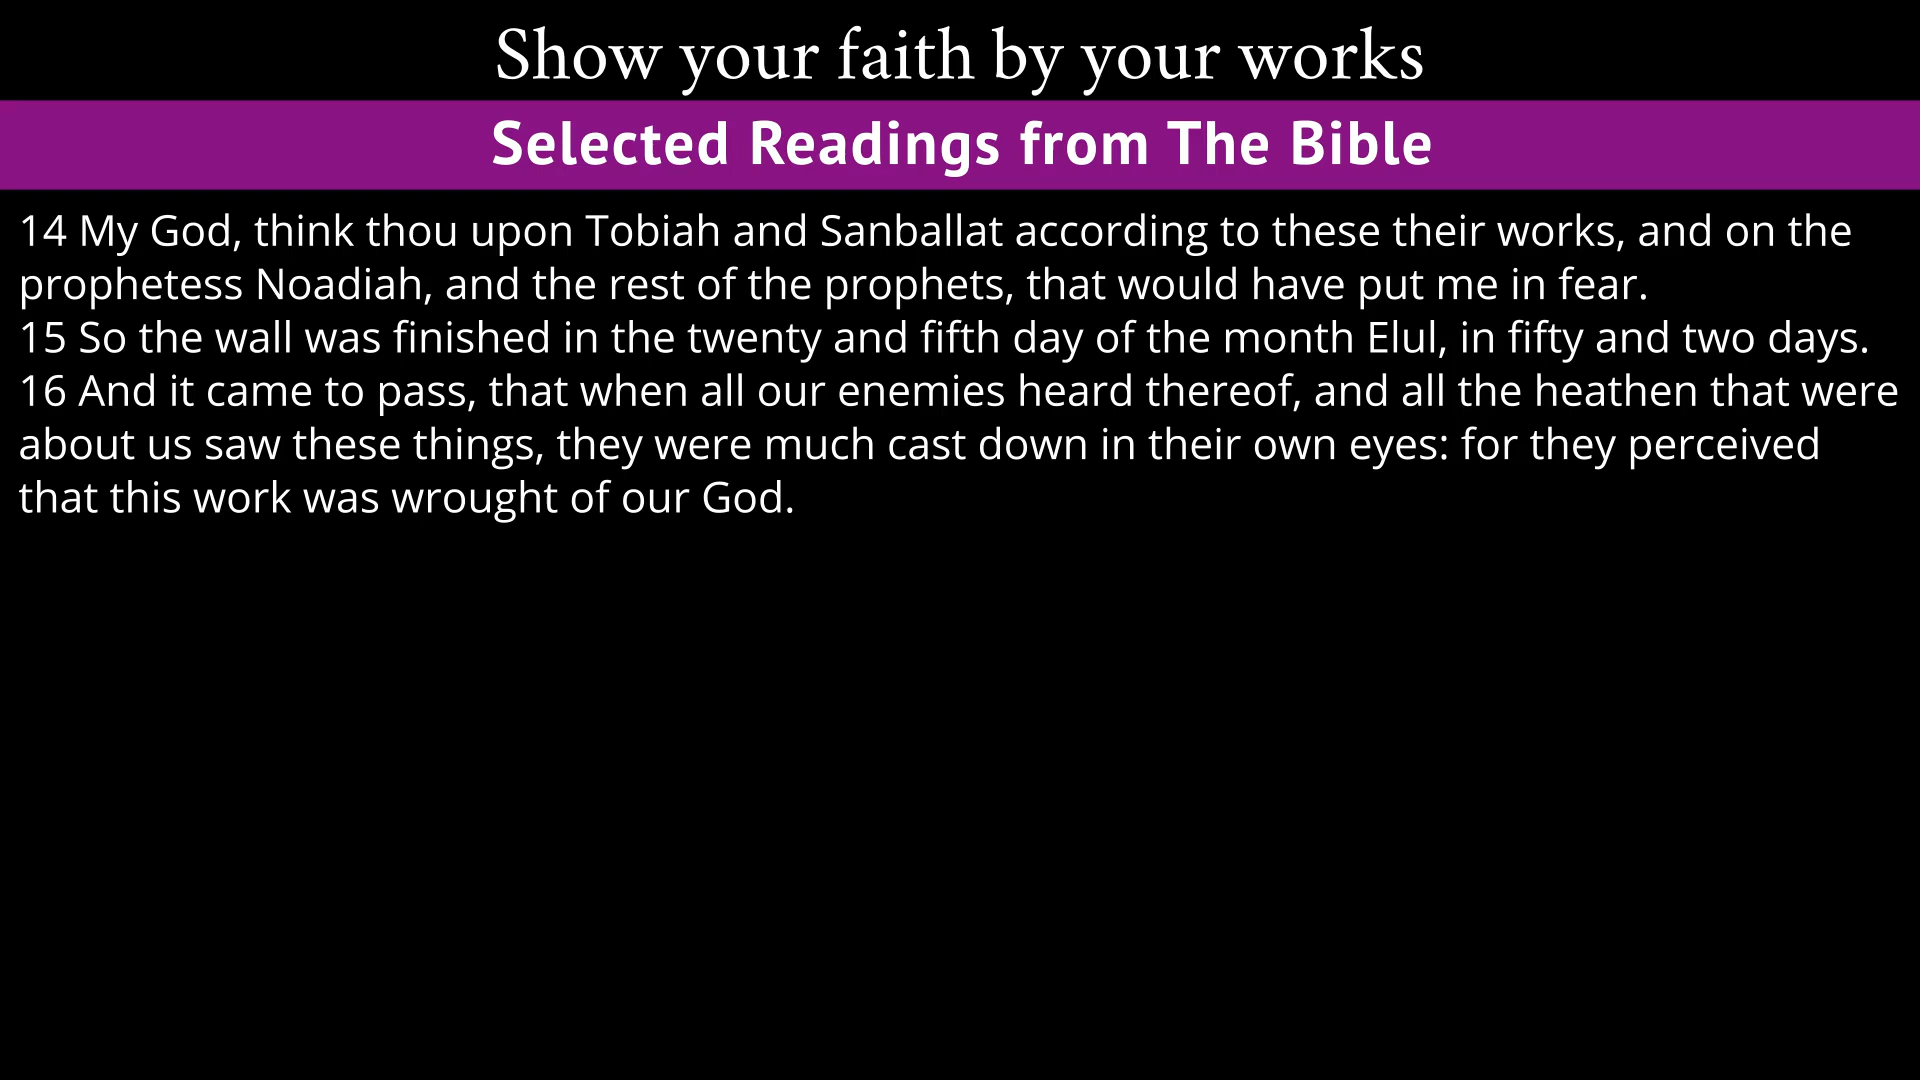 Show your faith by your works
Selected Readings from The Bible
14 My God, think thou upon Tobiah and Sanballat according to these their works, and on the
prophetess Noadiah, and the rest of the prophets, that would have put me in fear.
15 So the wall was finished in the twenty and fifth day of the month Elul, in fifty and two days.
16 And it came to pass, that when all our enemies heard thereof, and all the heathen that were
about us saw these things, they were much cast down in their own eyes: for they perceived
that this work was wrought of our God.